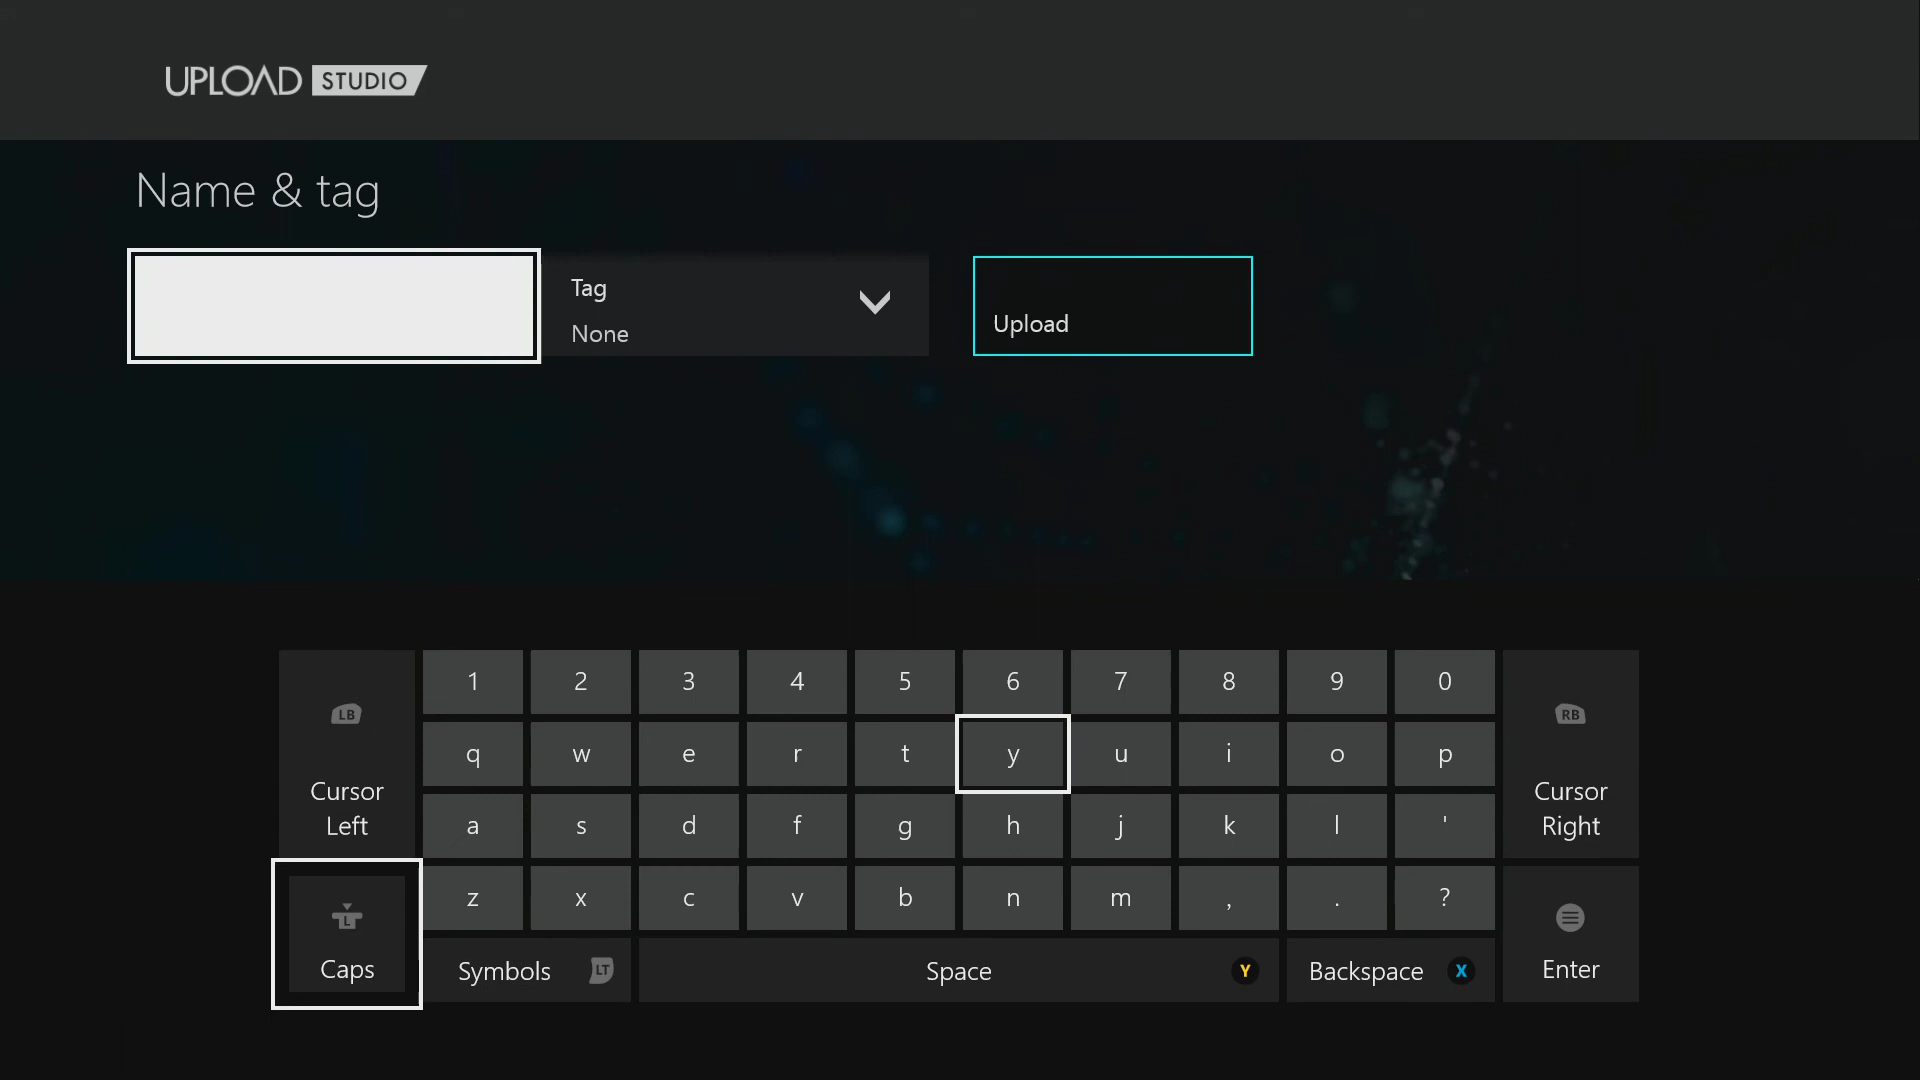 UPLOAD STUDIO
Name & tag
Tag
None
Upload
LB
Cursor
Left
1 2 3 4 5 6 7 8 9 0
q w e r t y u i o p
a s d f g h j k l '
z x c v b n m , . ?
RB
Cursor
Right
L
Caps
Symbols LT
Space Y
Backspace X
Enter